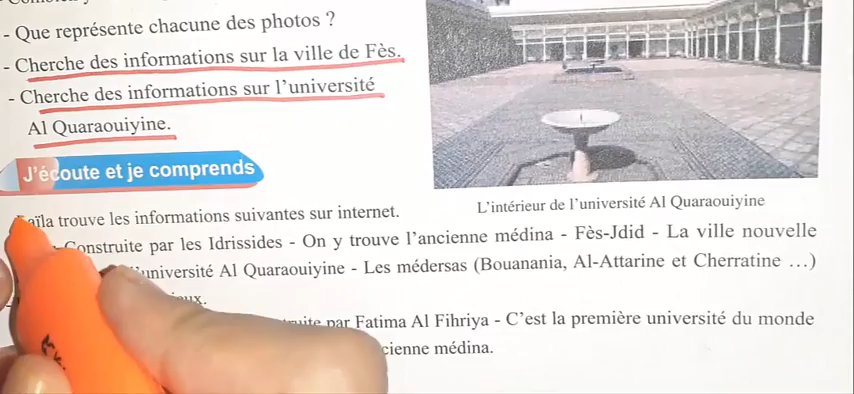 - Que représente chacune des photos ?
- Cherche des informations sur la ville de Fès.
- Cherche des informations sur l'université
Al Quaraouiyine.
J'écoute et je comprends
L'intérieur de l'université Al Quaraouiyine
trouve les informations suivantes sur internet.
Construite par les Idrissides - On y trouve l'ancienne médina - Fès-Jdid - La ville nouvelle
l'université Al Quaraouiyine - Les médersas (Bouanania, Al-Attarine et Cherratine ...)
par Fatima Al Fihriya - C'est la première université du monde
médina.